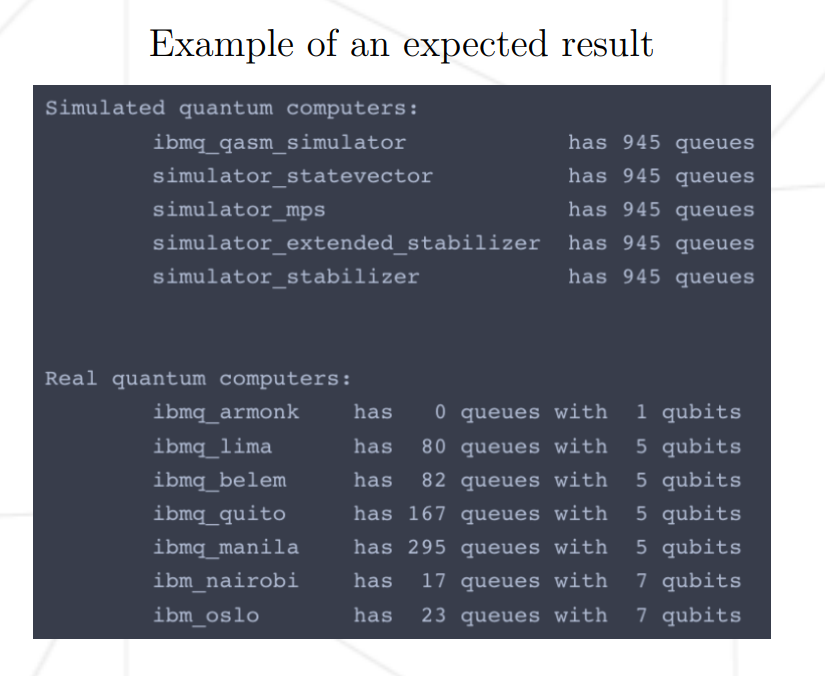 Example of an expected result
Simulated quantum computers:
ibmq_qasm_simulator has 945 queues
simulator_statevector has 945 queues
simulator_mps has 945 queues
simulator_extended_stabilizer has 945 queues
simulator_stabilizer has 945 queues
Real quantum computers:
ibmq_armonk has 0 queues with 1 qubits
ibmq_lima has 80 queues with 5 qubits
ibmq_belem has 82 queues with 5 qubits
ibmq_quito has 167 queues with 5 qubits
ibmq_manila has 295 queues with 5 qubits
ibm_nairobi has 17 queues with 7 qubits
ibm_oslo has 23 queues with 7 qubits